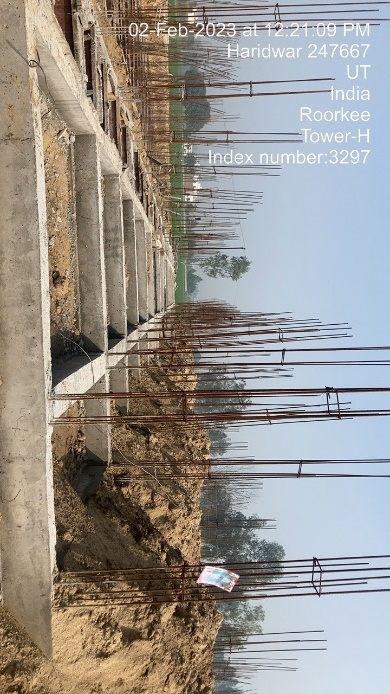 02-Feb-2023 at 12:21:09 PM
Haridwar 247667
UT
India
Roorkee
Tower-H
Index number:3297